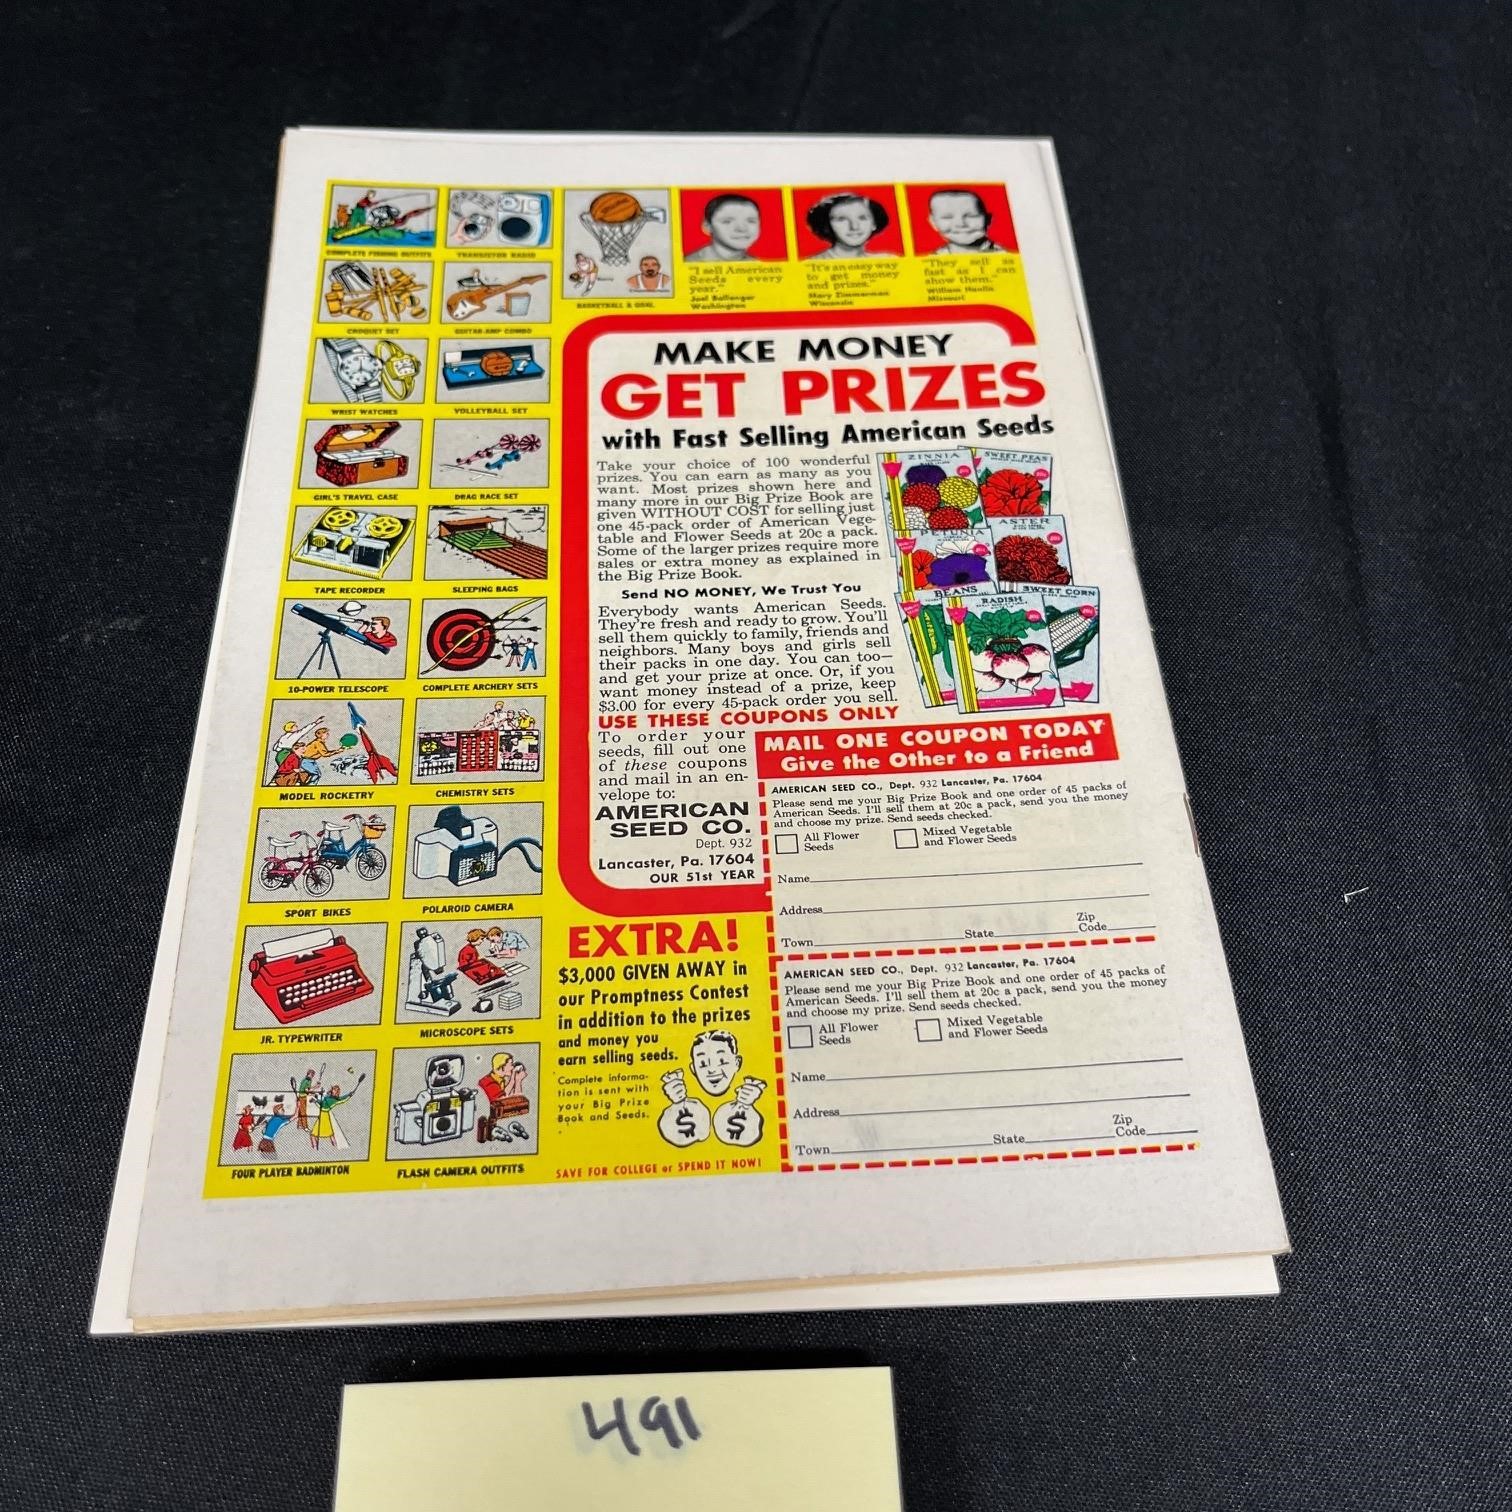 COMPLETE FISHING OUTFITS
TRANSISTOR RADIO
BASKETBALL & GOAL
CROQUET SET
GUITAR-AMP COMBO
WRIST WATCHES
VOLLEYBALL SET
GIRL'S TRAVEL CASE
DRAG RACE SET
TAPE RECORDER
SLEEPING BAGS
10-POWER TELESCOPE
COMPLETE ARCHERY SETS
MODEL ROCKETRY
CHEMISTRY SETS
SPORT BIKES
POLAROID CAMERA
JR. TYPEWRITER
MICROSCOPE SETS
FOUR PLAYER BADMINTON
FLASH CAMERA OUTFITS
"I sell American
Seeds every
year."
Joel Ballenger
Washington
"It's an easy way
to get money
and prizes."
Mary Zimmerman
Wisconsin
"They sell as
fast as I can
show them."
William
Missouri
MAKE MONEY
GET PRIZES
with Fast Selling American Seeds
Take your choice of 100 wonderful
prizes. You can earn as many as you
want. Most prizes shown here and
many more in our Big Prize Book are
given WITHOUT COST for selling just
one 45-pack order of American Vege-
table and Flower Seeds at 20c a pack.
Some of the larger prizes require more
sales or extra money as explained in
the Big Prize Book.
Send NO MONEY, We Trust You
Everybody wants American Seeds.
They're fresh and ready to grow. You'll
sell them quickly to family, friends and
neighbors. Many boys and girls sell
their packs in one day. You can too—
and get your prize at once. Or, if you
want money instead of a prize, keep
$3.00 for every 45-pack order you sell.
USE THESE COUPONS ONLY
To order your
seeds, fill out one
of these coupons
and mail in an en-
velope to:
AMERICAN
SEED CO.
Dept. 932
Lancaster, Pa. 17604
OUR 51st YEAR
ZINNIA
SWEET PEAS
PETUNIA
ASTER
BEANS
RADISH
SWEET CORN
MAIL ONE COUPON TODAY
Give the Other to a Friend
AMERICAN SEED CO., Dept. 932 Lancaster, Pa. 17604
Please send me your Big Prize Book and one order of 45 packs of
American Seeds. I'll sell them at 20c a pack, send you the money
and choose my prize. Send seeds checked.
All Flower
Seeds
Mixed Vegetable
and Flower Seeds
Name
Address
Town State Zip Code
AMERICAN SEED CO., Dept. 932 Lancaster, Pa. 17604
Please send me your Big Prize Book and one order of 45 packs of
American Seeds. I'll sell them at 20c a pack, send you the money
and choose my prize. Send seeds checked.
All Flower
Seeds
Mixed Vegetable
and Flower Seeds
Name
Address
Town State Zip Code
EXTRA!
$3,000 GIVEN AWAY in
our Promptness Contest
in addition to the prizes
and money you
earn selling seeds.
Complete informa-
tion is sent with
your Big Prize
Book and Seeds.
$ $
SAVE FOR COLLEGE or SPEND IT NOW!
491